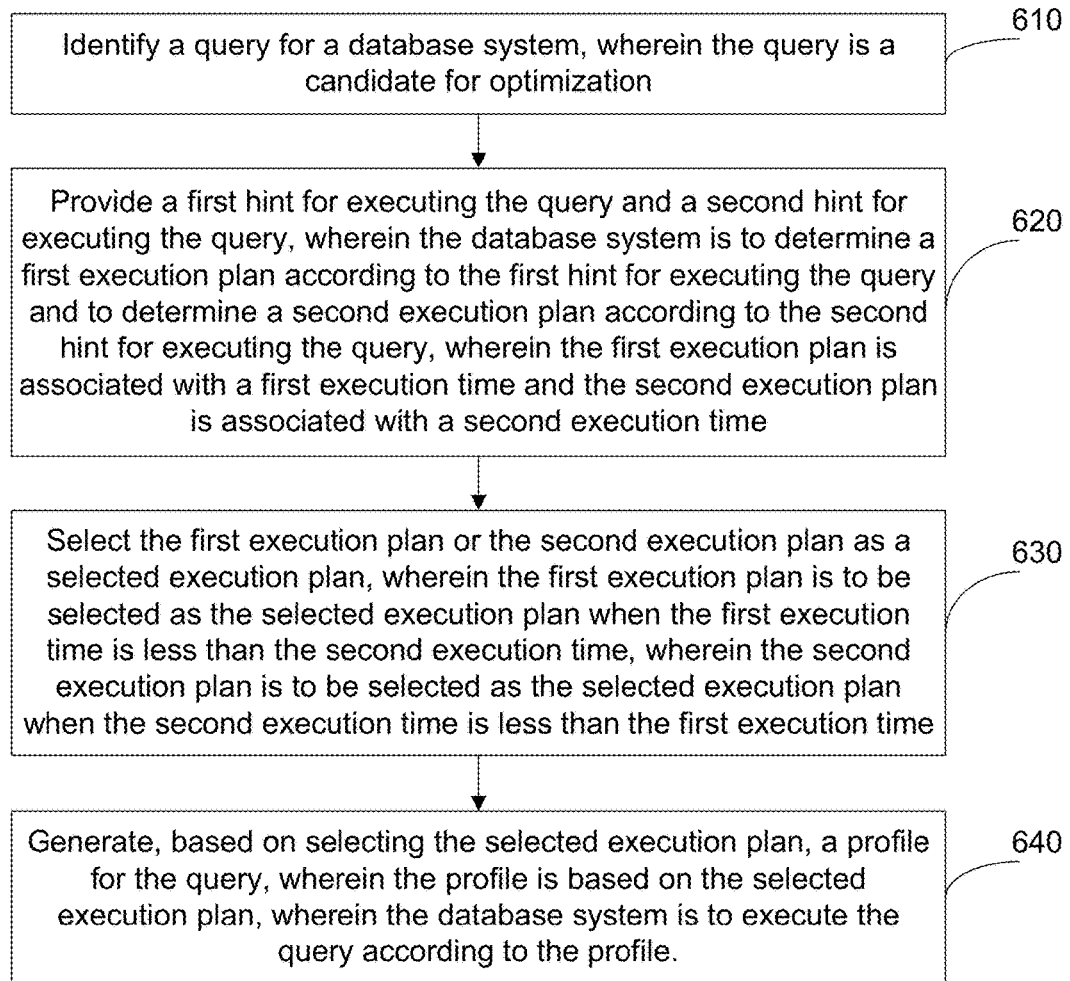 610
Identify a query for a database system, wherein the query is a
candidate for optimization
620
Provide a first hint for executing the query and a second hint for
executing the query, wherein the database system is to determine a
first execution plan according to the first hint for executing the query
and to determine a second execution plan according to the second
hint for executing the query, wherein the first execution plan is
associated with a first execution time and the second execution plan
is associated with a second execution time
630
Select the first execution plan or the second execution plan as a
selected execution plan, wherein the first execution plan is to be
selected as the selected execution plan when the first execution
time is less than the second execution time, wherein the second
execution plan is to be selected as the selected execution plan
when the second execution time is less than the first execution time
640
Generate, based on selecting the selected execution plan, a profile
for the query, wherein the profile is based on the selected
execution plan, wherein the database system is to execute the
query according to the profile.